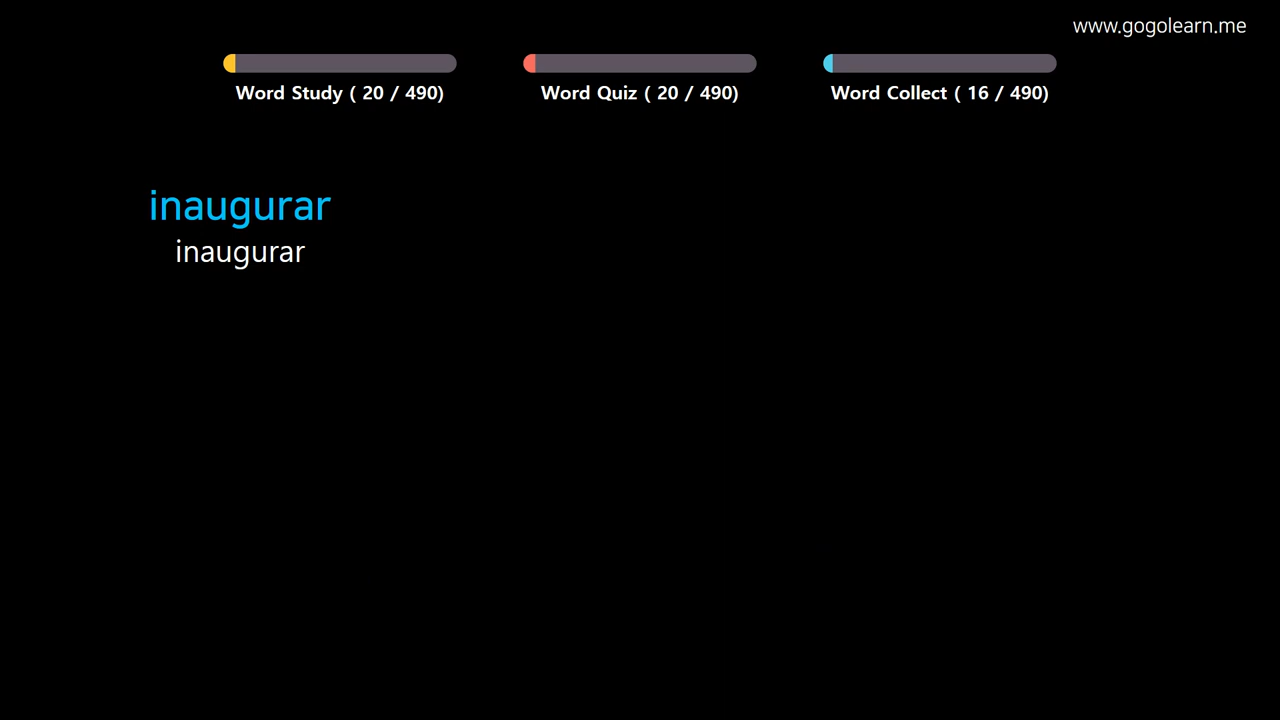 www.gogolearn.me
Word Study ( 20 / 490)
Word Quiz ( 20 / 490)
Word Collect ( 16 / 490)
inaugurar
inaugurar